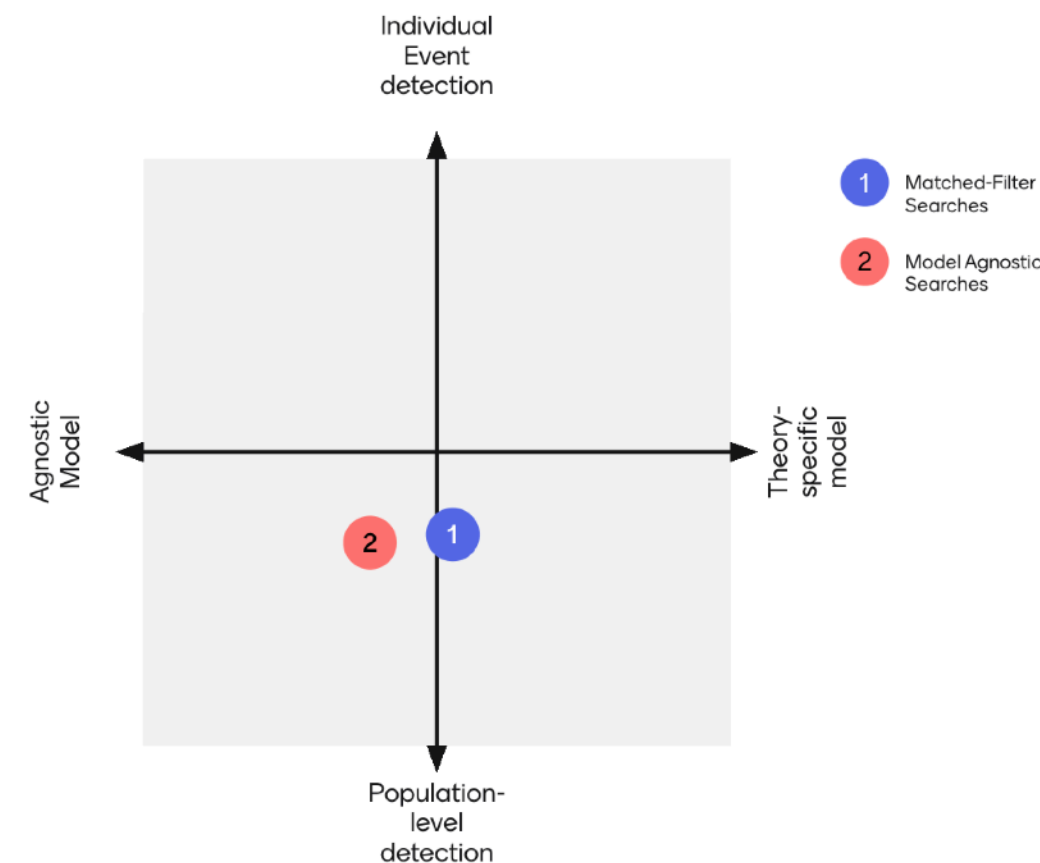 Individual
Event
detection
1
Matched-Filter
Searches
2
Model Agnostic
Searches
Agnostic
Model
Theory-
specific
model
2
1
Population-
level
detection